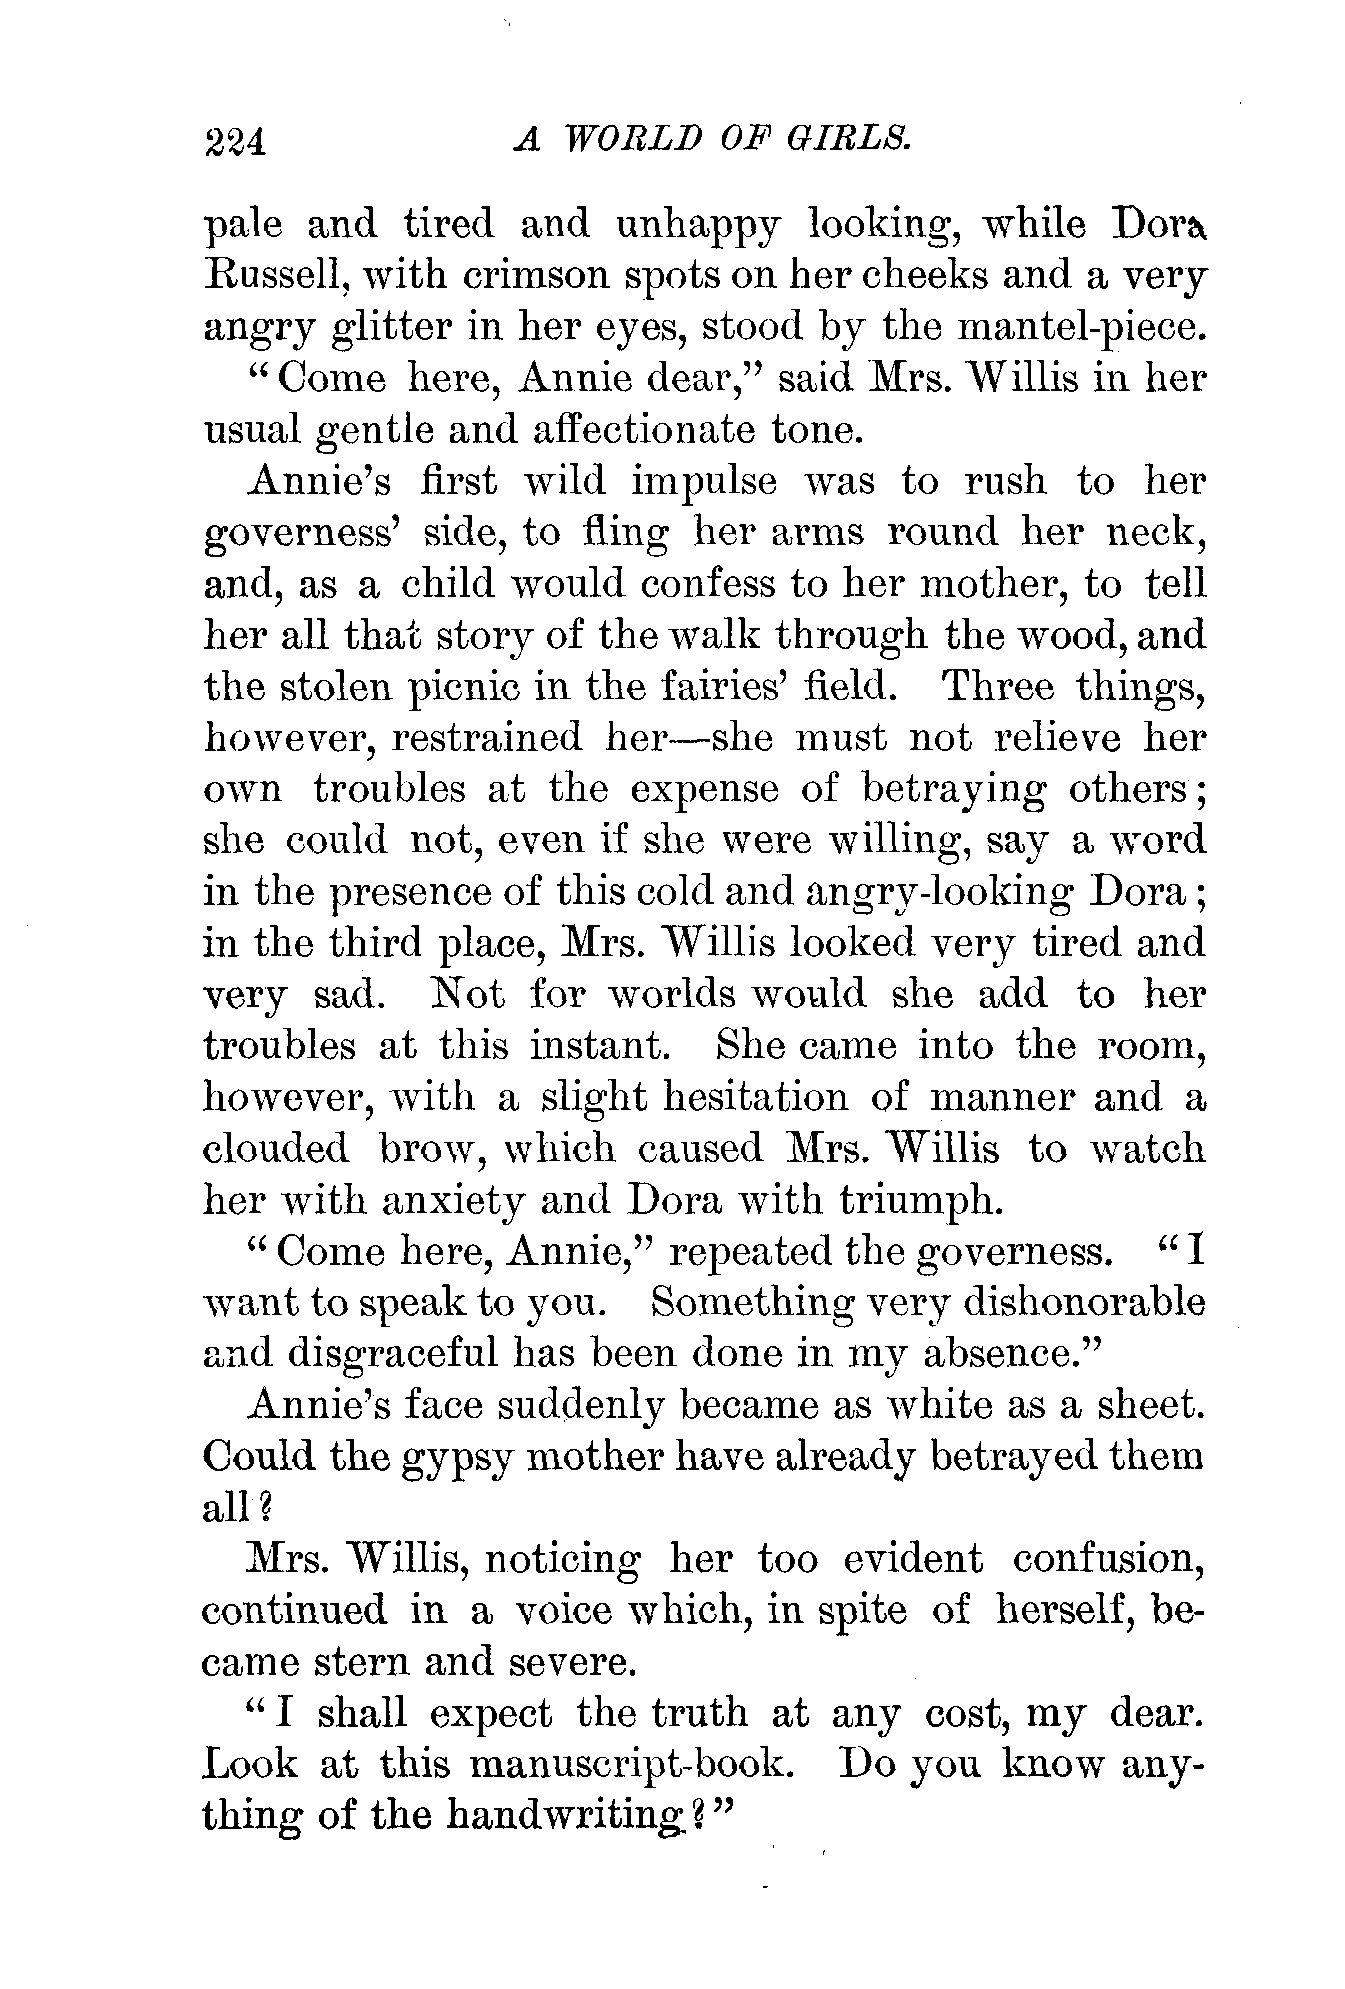 224 A WORLD OF GIRLS.
pale and tired and unhappy looking, while Dora
Russell, with crimson spots on her cheeks and a very
angry glitter in her eyes, stood by the mantel-piece.
"Come here, Annie dear," said Mrs. Willis in her
usual gentle and affectionate tone.
Annie's first wild impulse was to rush to her
governess' side, to fling her arms round her neck,
and, as a child would confess to her mother, to tell
her all that story of the walk through the wood, and
the stolen picnic in the fairies' field. Three things,
however, restrained her—she must not relieve her
own troubles at the expense of betraying others;
she could not, even if she were willing, say a word
in the presence of this cold and angry-looking Dora;
in the third place, Mrs. Willis looked very tired and
very sad. Not for worlds would she add to her
troubles at this instant. She came into the room,
however, with a slight hesitation of manner and a
clouded brow, which caused Mrs. Willis to watch
her with anxiety and Dora with triumph.
"Come here, Annie," repeated the governess. "I
want to speak to you. Something very dishonorable
and disgraceful has been done in my absence."
Annie's face suddenly became as white as a sheet.
Could the gypsy mother have already betrayed them
all?
Mrs. Willis, noticing her too evident confusion,
continued in a voice which, in spite of herself, be-
came stern and severe.
"I shall expect the truth at any cost, my dear.
Look at this manuscript-book. Do you know any-
thing of the handwriting?"